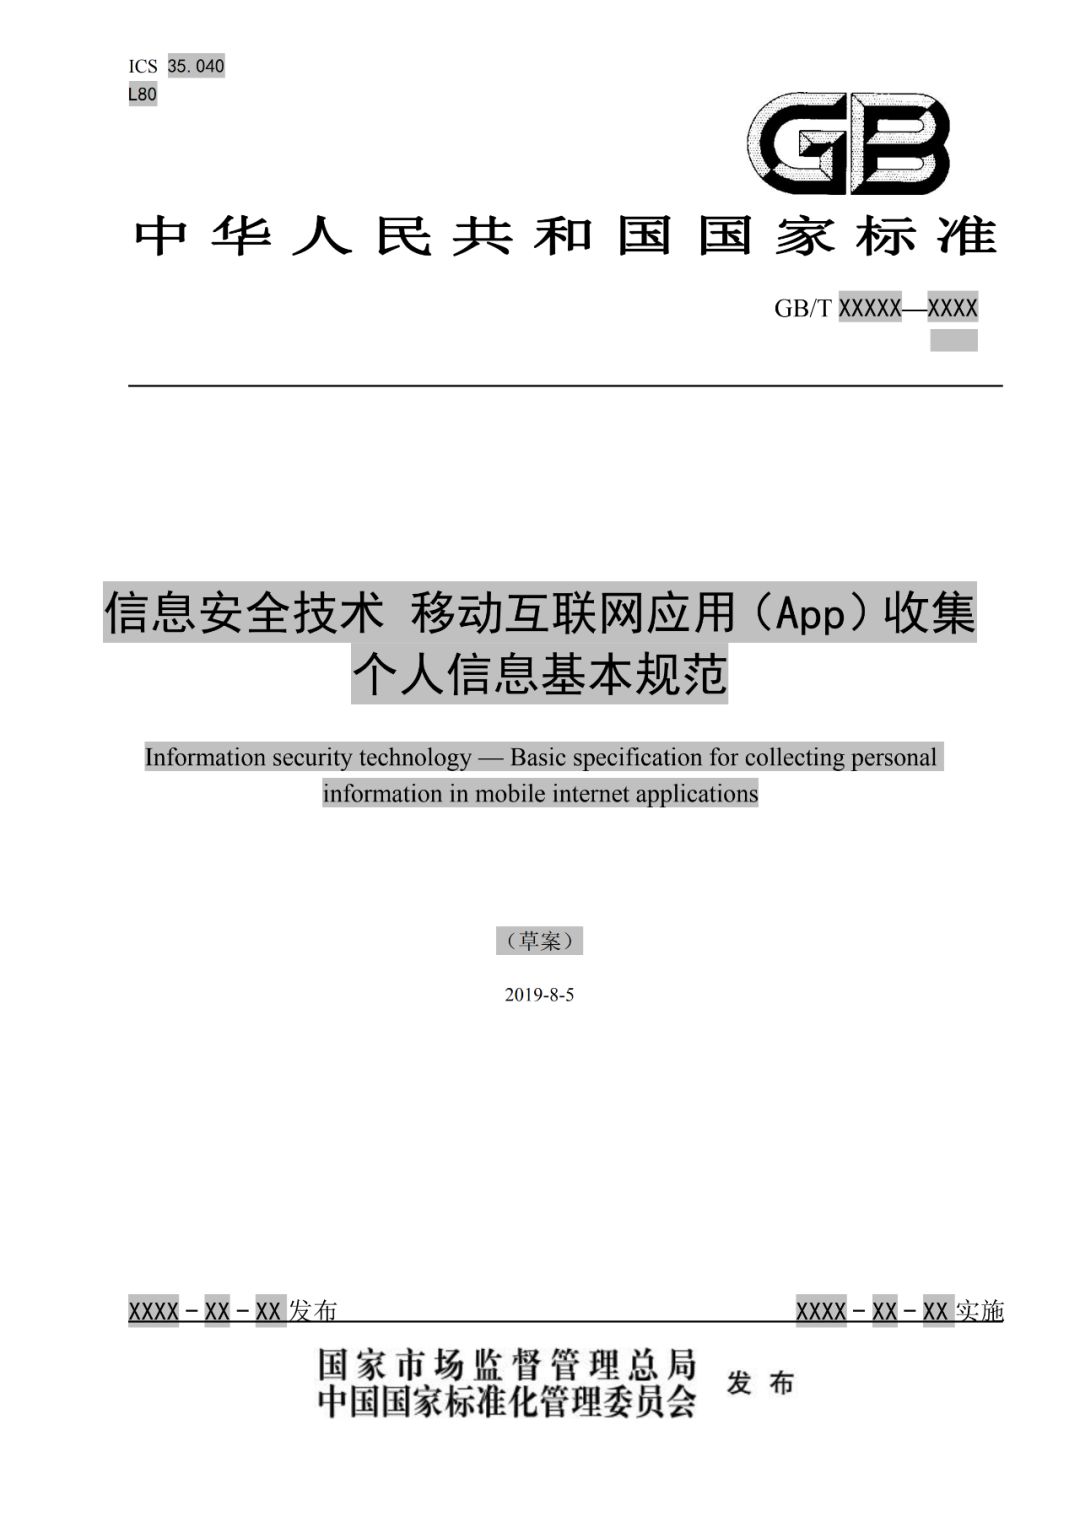 ICS 35.040
L80
GB
中华人民共和国国家标准
GB/T XXXXX—XXXX
信息安全技术 移动互联网应用（App）收集
个人信息基本规范
Information security technology — Basic specification for collecting personal
information in mobile internet applications
（草案）
2019-8-5
XXXX－XX－XX 发布
XXXX－XX－XX 实施
国家市场监督管理总局
中国国家标准化管理委员会
发布